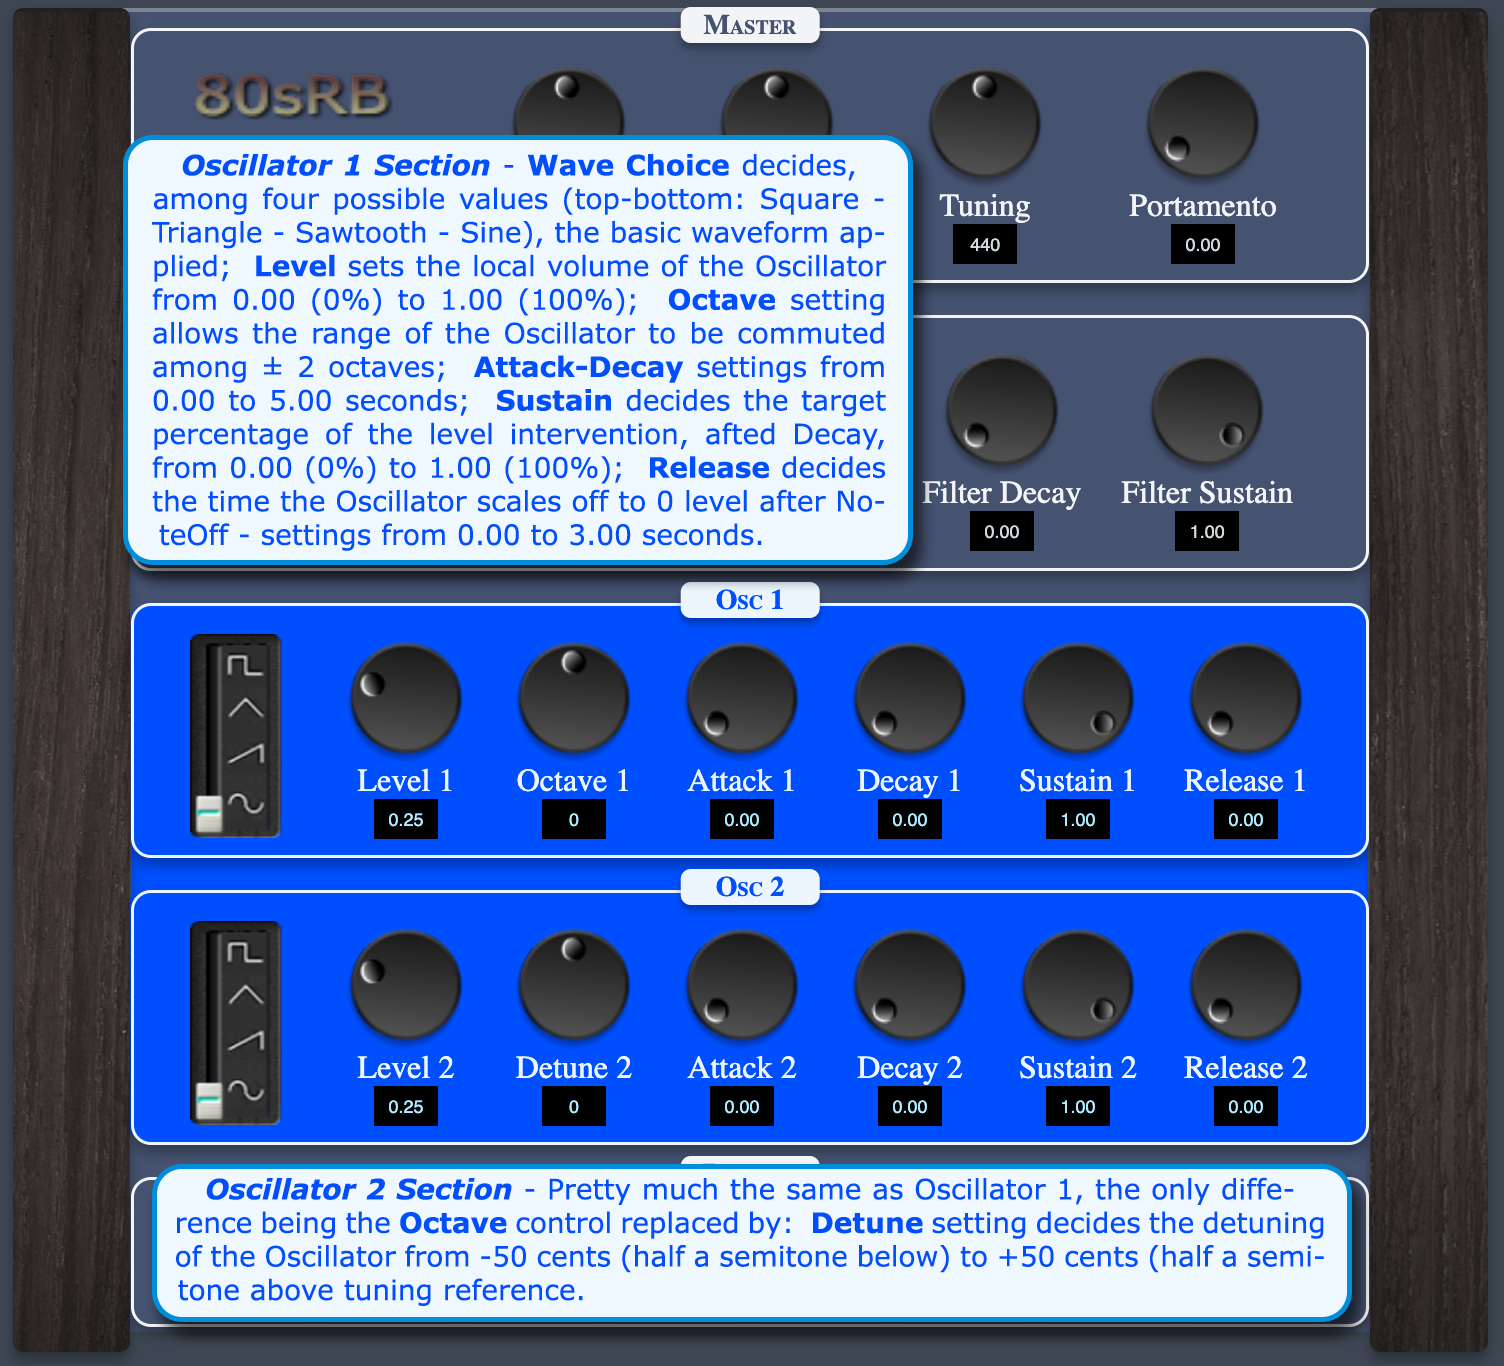 Master
80sRB
Oscillator 1 Section - Wave Choice decides,
among four possible values (top-bottom: Square -
Triangle - Sawtooth - Sine), the basic waveform ap-
plied; Level sets the local volume of the Oscillator
from 0.00 (0%) to 1.00 (100%); Octave setting
allows the range of the Oscillator to be commuted
among ± 2 octaves; Attack-Decay settings from
0.00 to 5.00 seconds; Sustain decides the target
percentage of the level intervention, afted Decay,
from 0.00 (0%) to 1.00 (100%); Release decides
the time the Oscillator scales off to 0 level after No-
teOff - settings from 0.00 to 3.00 seconds.
Tuning Portamento
440 0.00
Filter Decay Filter Sustain
0.00 1.00
Osc 1
Level 1 Octave 1 Attack 1 Decay 1 Sustain 1 Release 1
0.25 0 0.00 0.00 1.00 0.00
Osc 2
Level 2 Detune 2 Attack 2 Decay 2 Sustain 2 Release 2
0.25 0 0.00 0.00 1.00 0.00
Oscillator 2 Section - Pretty much the same as Oscillator 1, the only diffe-
rence being the Octave control replaced by: Detune setting decides the detuning
of the Oscillator from -50 cents (half a semitone below) to +50 cents (half a semi-
tone above tuning reference.